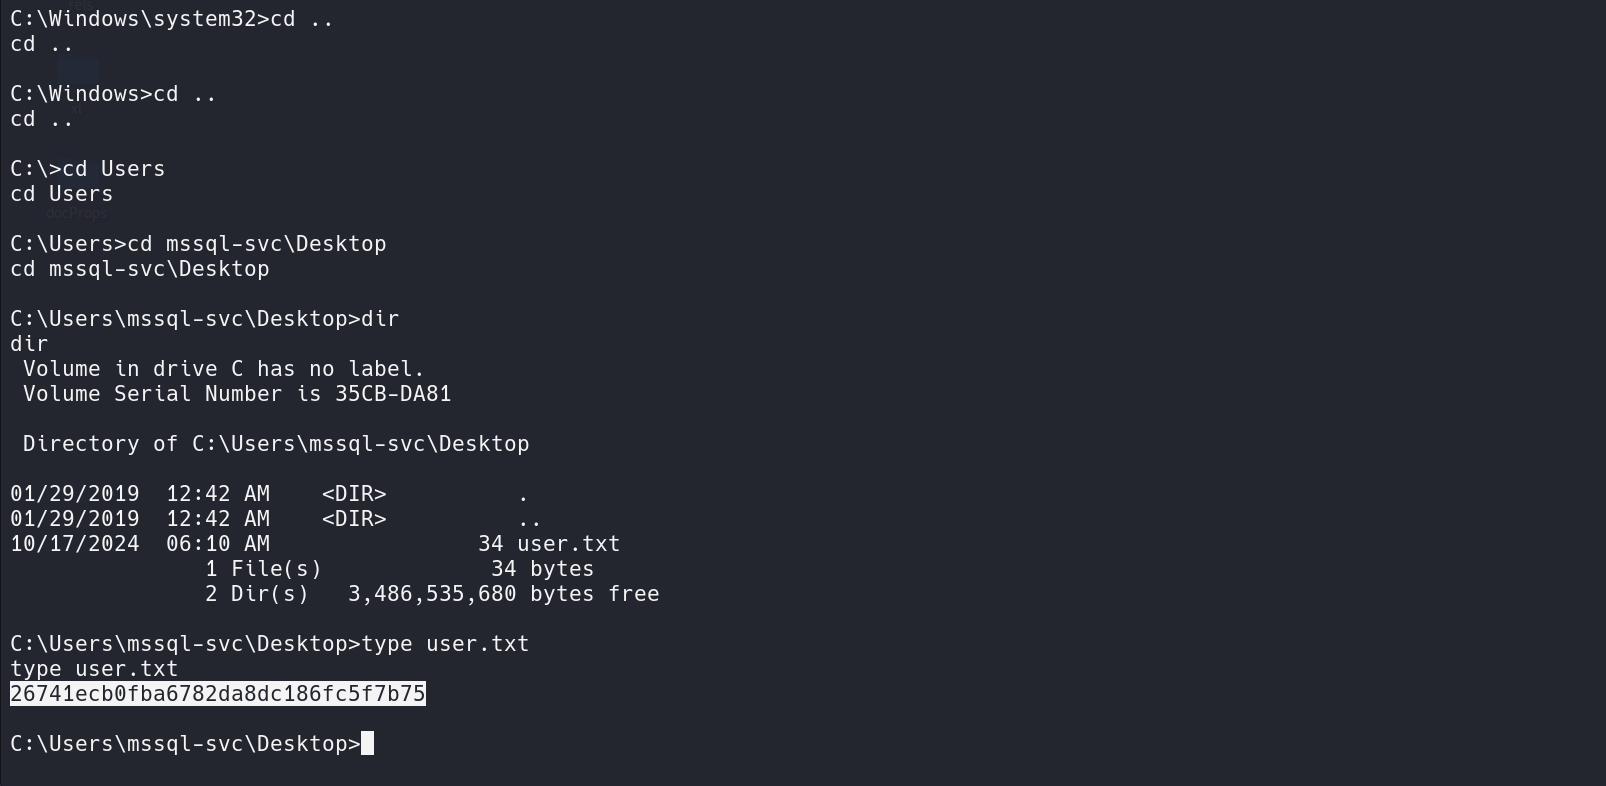 C:\Windows\system32>cd ..
cd ..
C:\Windows>cd ..
cd ..
C:\>cd Users
cd Users
docProps
C:\Users>cd mssql-svc\Desktop
cd mssql-svc\Desktop
C:\Users\mssql-svc\Desktop>dir
dir
 Volume in drive C has no label.
 Volume Serial Number is 35CB-DA81
 Directory of C:\Users\mssql-svc\Desktop
01/29/2019  12:42 AM    <DIR>          .
01/29/2019  12:42 AM    <DIR>          ..
10/17/2024  06:10 AM                34 user.txt
               1 File(s)             34 bytes
               2 Dir(s)   3,486,535,680 bytes free
C:\Users\mssql-svc\Desktop>type user.txt
type user.txt
26741ecb0fba6782da8dc186fc5f7b75
C:\Users\mssql-svc\Desktop>